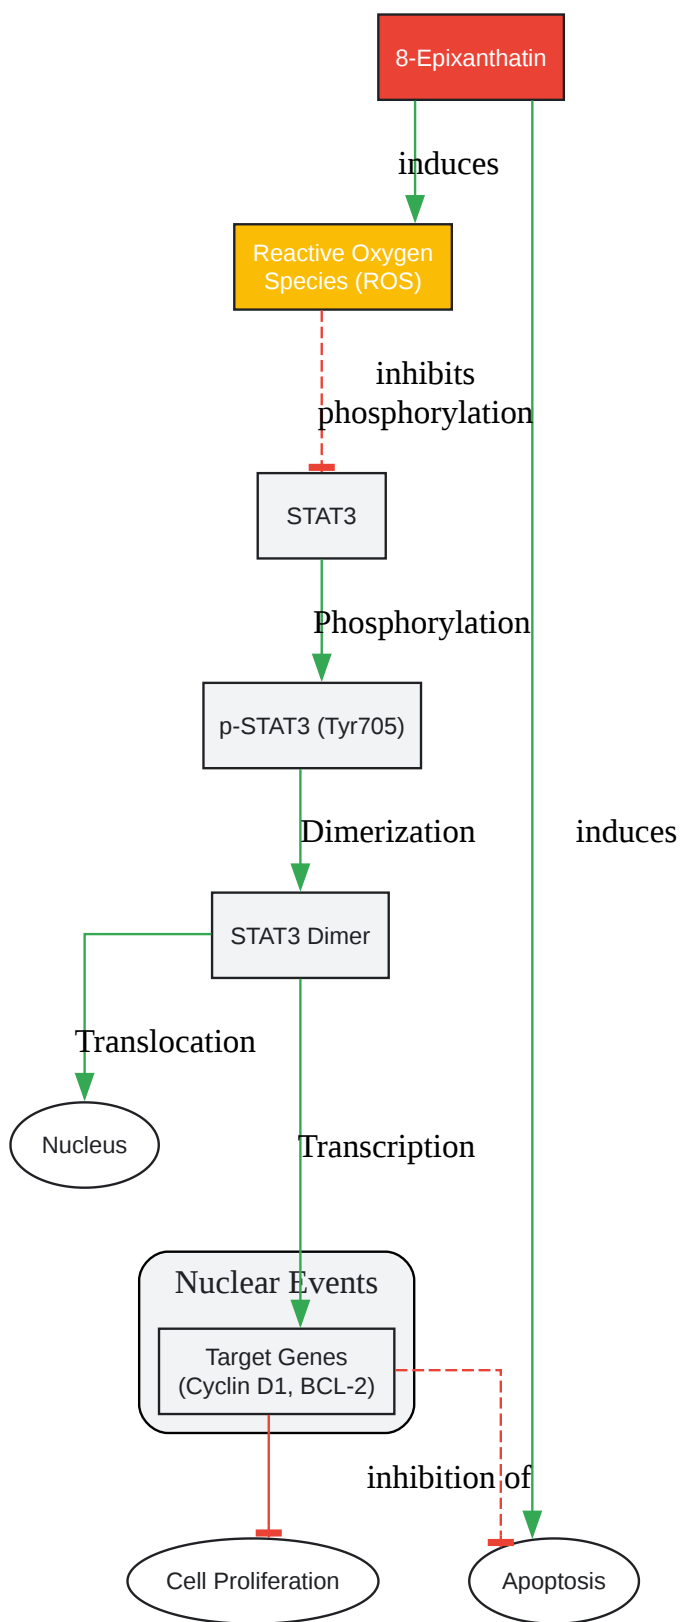 8-Epixanthatin
induces
Reactive Oxygen
Species (ROS)
inhibits
phosphorylation
STAT3
Phosphorylation
p-STAT3 (Tyr705)
Dimerization
induces
STAT3 Dimer
Translocation
Nucleus
Transcription
Nuclear Events
Target Genes
(Cyclin D1, BCL-2)
inhibition of
Cell Proliferation
Apoptosis